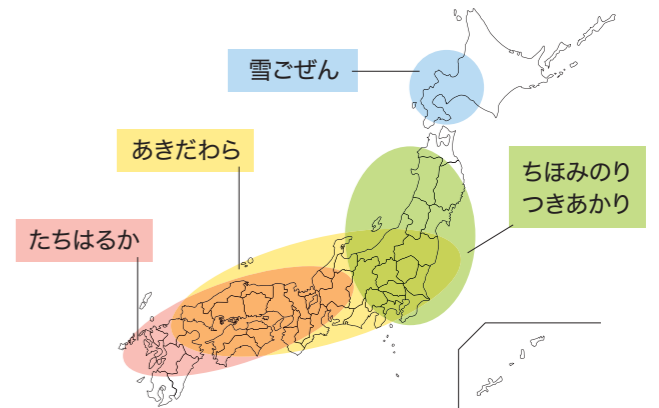 雪ごぜん
あきだわら
ちほみのり
つきあかり
たちはるか